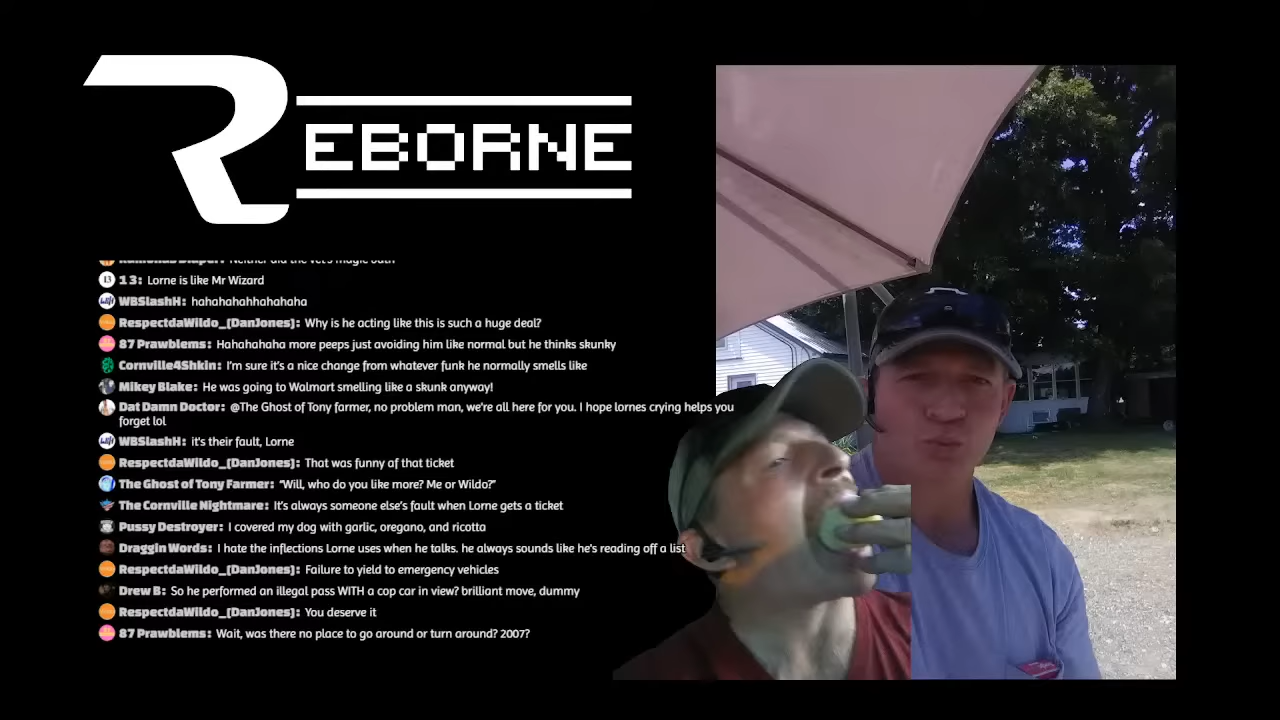 REBORNE
Neither did the vet's magic bath
13: Lorne is like Mr Wizard
WBSlashH: hahahahahhahahaha
RespectdaWildo_(DanJones): Why is he acting like this is such a huge deal?
87 Prawblems: Hahahahaha more peeps just avoiding him like normal but he thinks skunky
Cornville4Shkin: I'm sure it's a nice change from whatever funk he normally smells like
Mikey Blake: He was going to Walmart smelling like a skunk anyway!
Dat Damn Doctor: @The Ghost of Tony farmer, no problem man, we're all here for you. I hope lornes crying helps you
forget lol
WBSlashH: it's their fault, Lorne
RespectdaWildo_(DanJones): That was funny af that ticket
The Ghost of Tony Farmer: "Will, who do you like more? Me or Wildo?"
The Cornville Nightmare: It's always someone else's fault when Lorne gets a ticket
Pussy Destroyer: I covered my dog with garlic, oregano, and ricotta
Draggin Words: I hate the inflections Lorne uses when he talks. he always sounds like he's reading off a list
RespectdaWildo_(DanJones): Failure to yield to emergency vehicles
Drew B: So he performed an illegal pass WITH a cop car in view? brilliant move, dummy
RespectdaWildo_(DanJones): You deserve it
87 Prawblems: Wait, was there no place to go around or turn around? 2007?